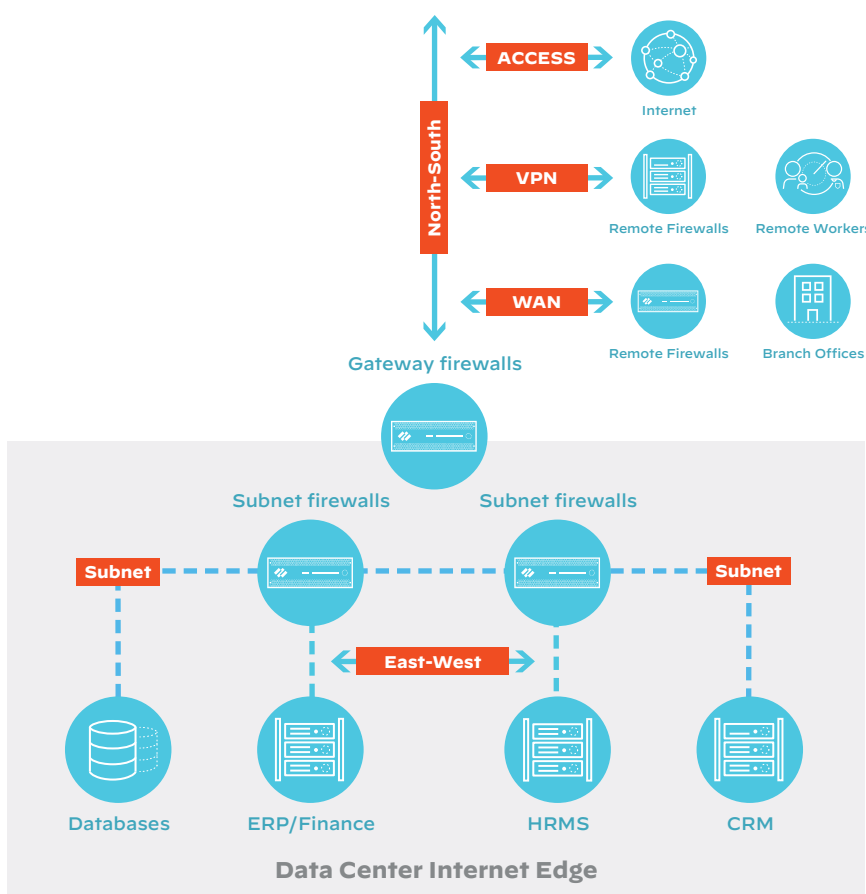 ACCESS
Internet
North-South
VPN
Remote Firewalls
Remote Workers
WAN
Remote Firewalls
Branch Offices
Gateway firewalls
Subnet firewalls
Subnet firewalls
Subnet
Subnet
East-West
Databases
ERP/Finance
HRMS
CRM
Data Center Internet Edge